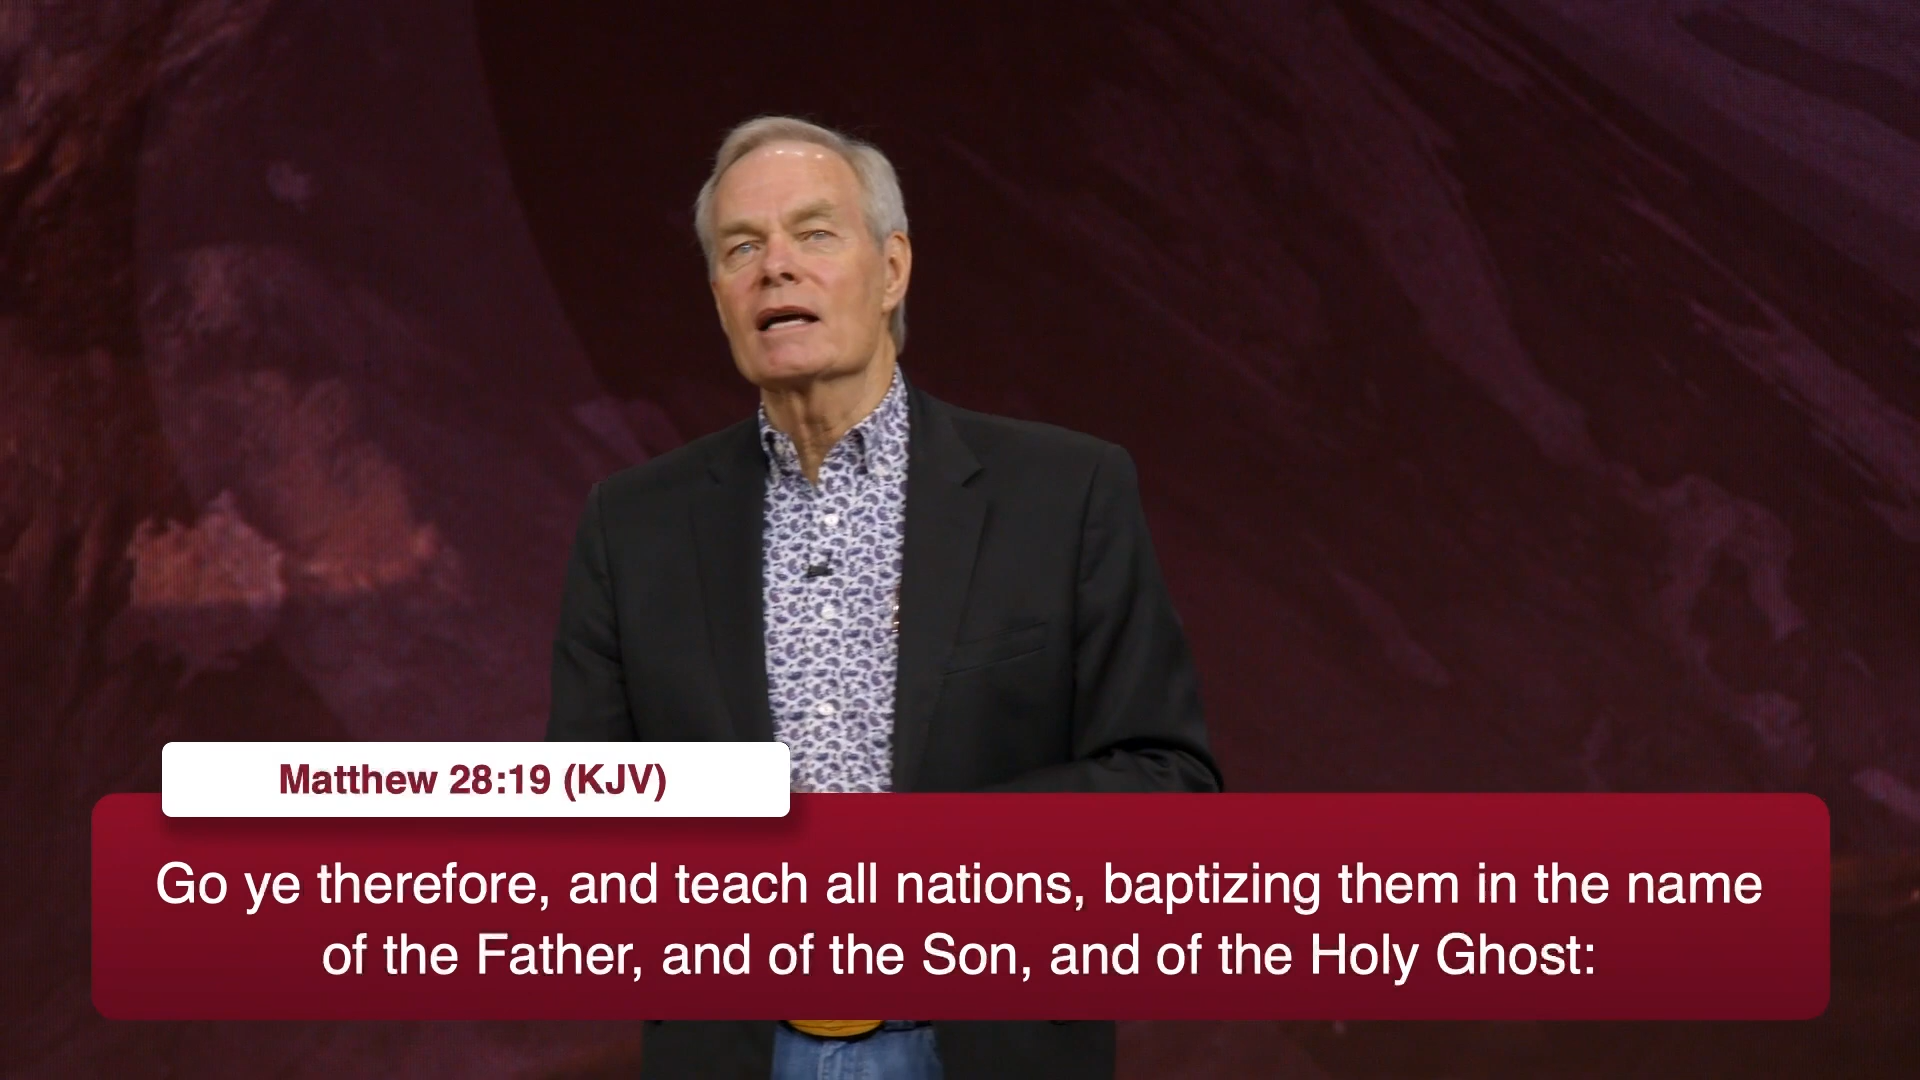 Matthew 28:19 (KJV)
Go ye therefore, and teach all nations, baptizing them in the name
of the Father, and of the Son, and of the Holy Ghost: